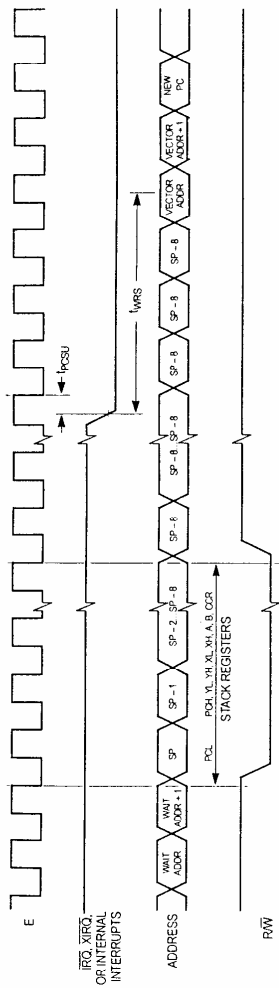 E
IRQ, XIRQ,
OR INTERNAL
INTERRUPTS
tPCSU
ADDRESS
WAIT
ADDR
WAIT
ADDR + 1
SP
SP – 1
SP – 2
SP – 8
SP – 8
SP – 8
SP – 8
SP – 8
SP – 8
SP – 8
VECTOR
ADDR
VECTOR
ADDR + 1
NEW
PC
tWRS
PCL
PCH, YL, YH, XL, XH, A, B, CCR
STACK REGISTERS
R/W